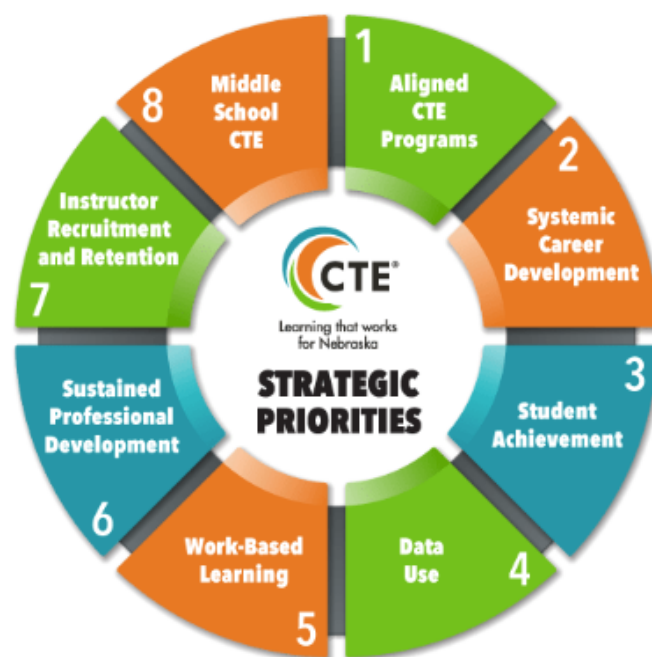 1
Aligned
CTE
Programs
2
Systemic
Career
Development
3
Student
Achievement
4
Data
Use
5
Work-Based
Learning
6
Sustained
Professional
Development
7
Instructor
Recruitment
and Retention
8
Middle
School
CTE
CTE®
Learning that works
for Nebraska
STRATEGIC
PRIORITIES